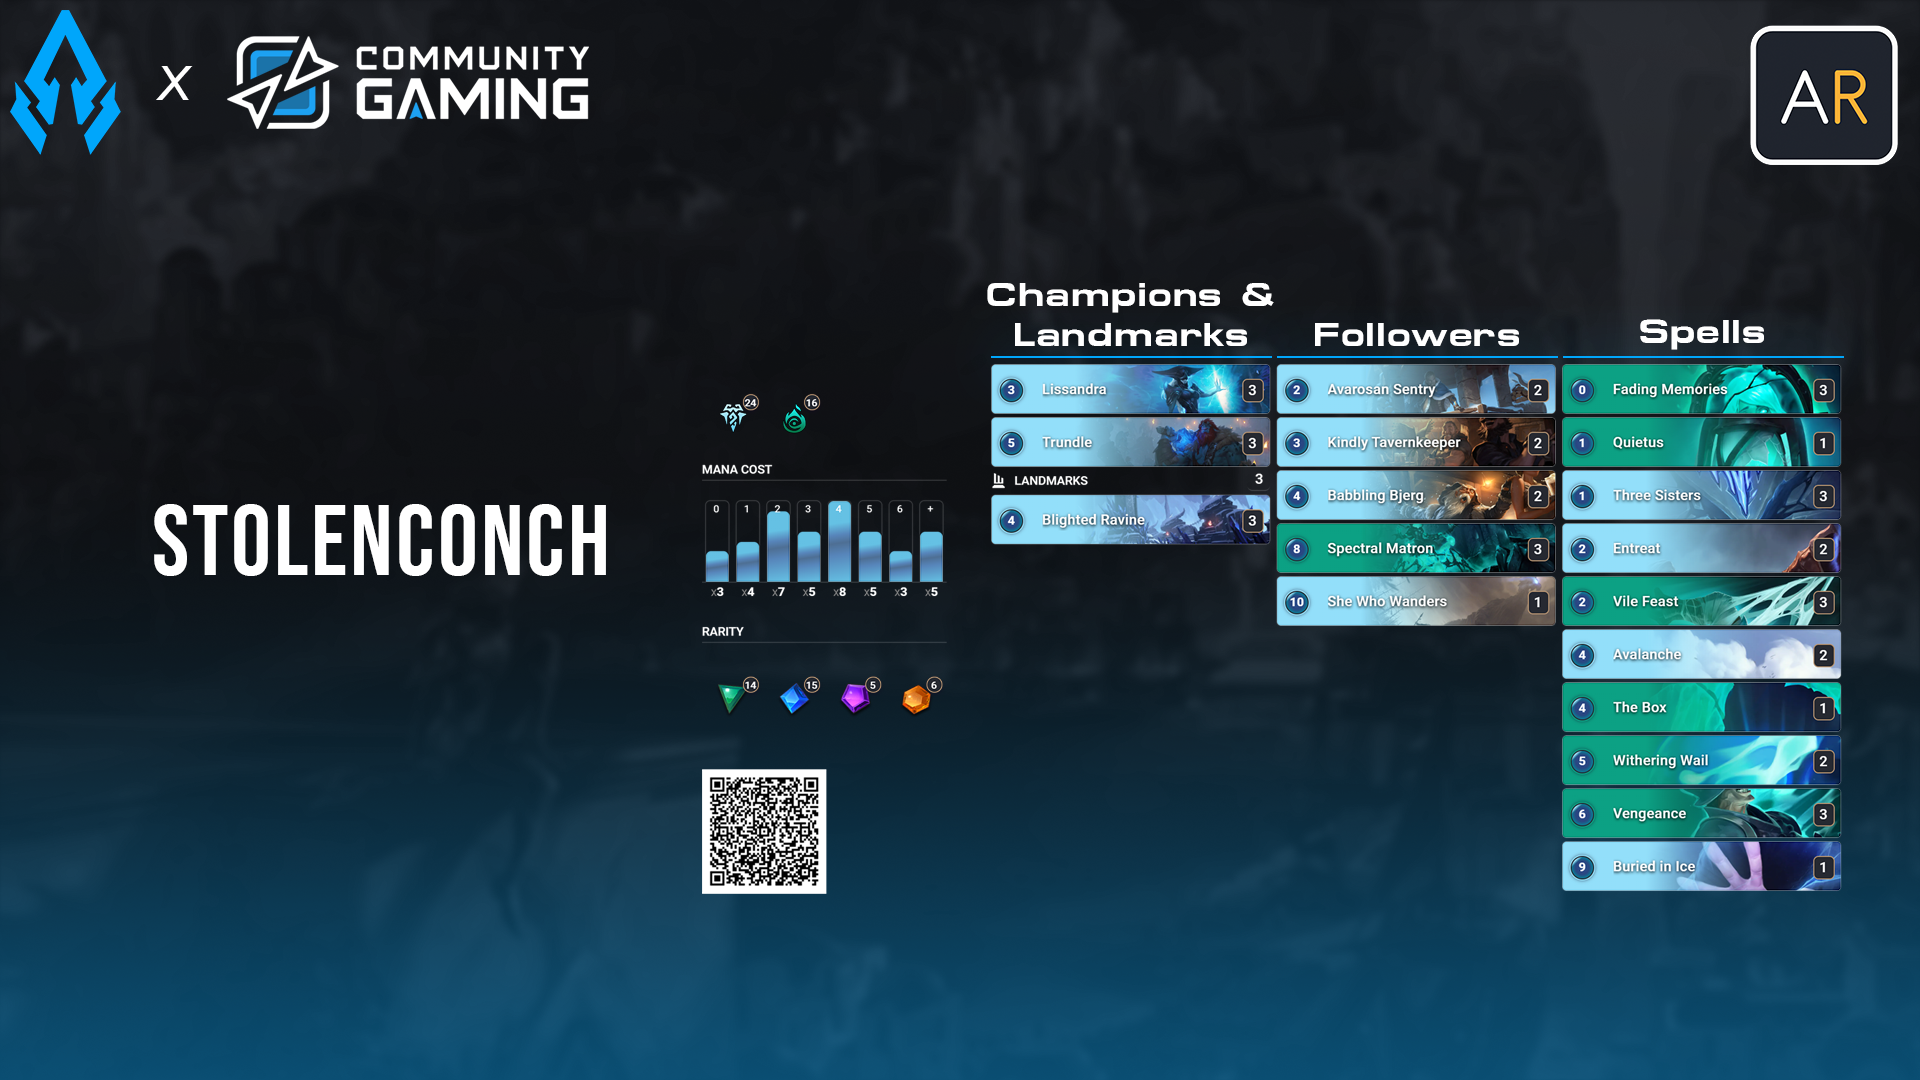 X
COMMUNITY
GAMING
AR
STOLENCONCH
24
16
MANA COST
0 1 2 3 4 5 6 +
x3 x4 x7 x5 x8 x5 x3 x5
RARITY
14 15 5 6
Champions &
Landmarks
3 Lissandra 3
5 Trundle 3
LANDMARKS 3
4 Blighted Ravine 3
Followers
2 Avarosan Sentry 2
3 Kindly Tavernkeeper 2
4 Babbling Bjerg 2
8 Spectral Matron 3
10 She Who Wanders 1
Spells
0 Fading Memories 3
1 Quietus 1
1 Three Sisters 3
2 Entreat 2
2 Vile Feast 3
4 Avalanche 2
4 The Box 1
5 Withering Wail 2
6 Vengeance 3
9 Buried in Ice 1